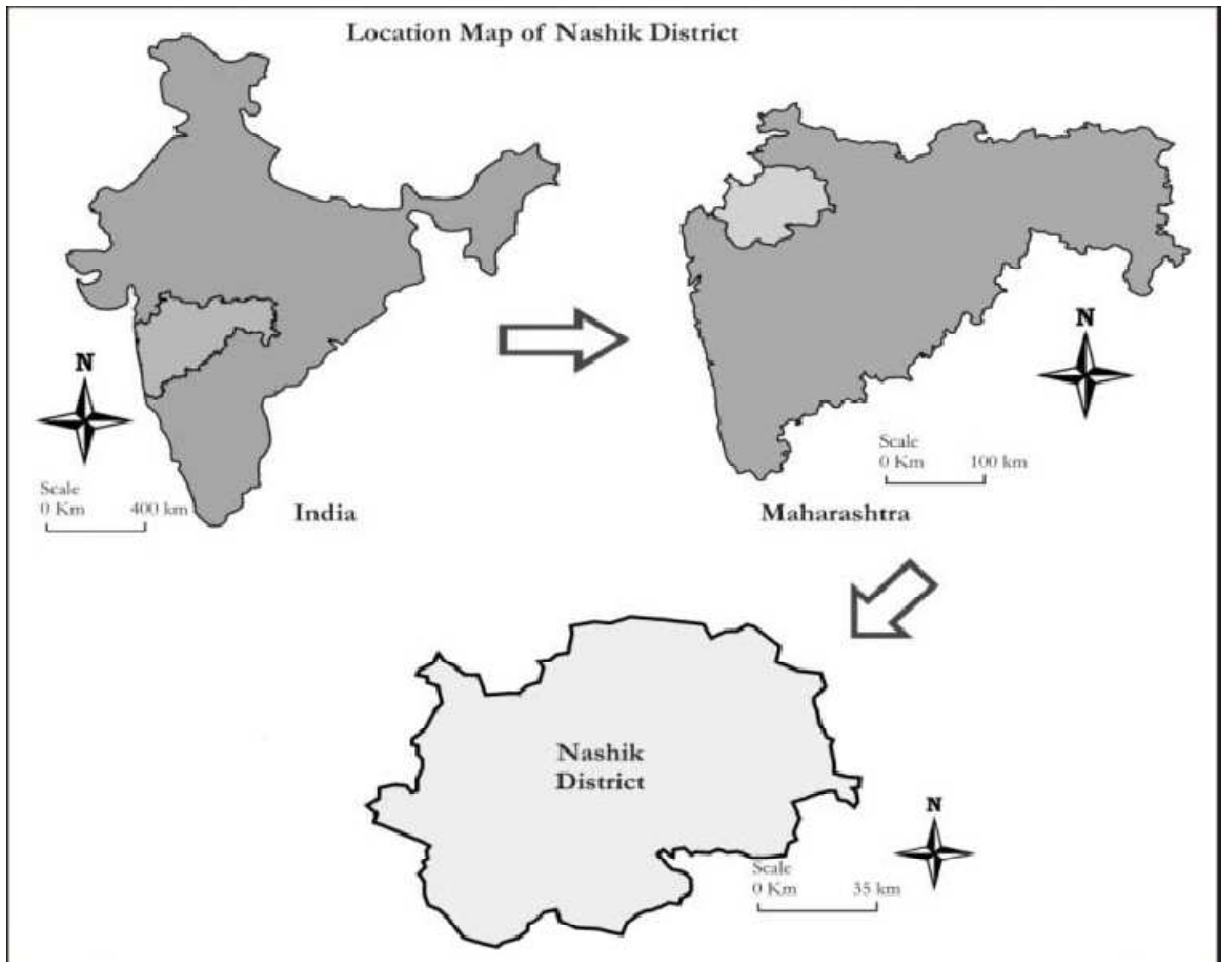 Location Map of Nashik District
N
Scale
0 Km 400 km
India
N
Scale
0 Km 100 km
Maharashtra
Nashik
District
N
Scale
0 Km 35 km